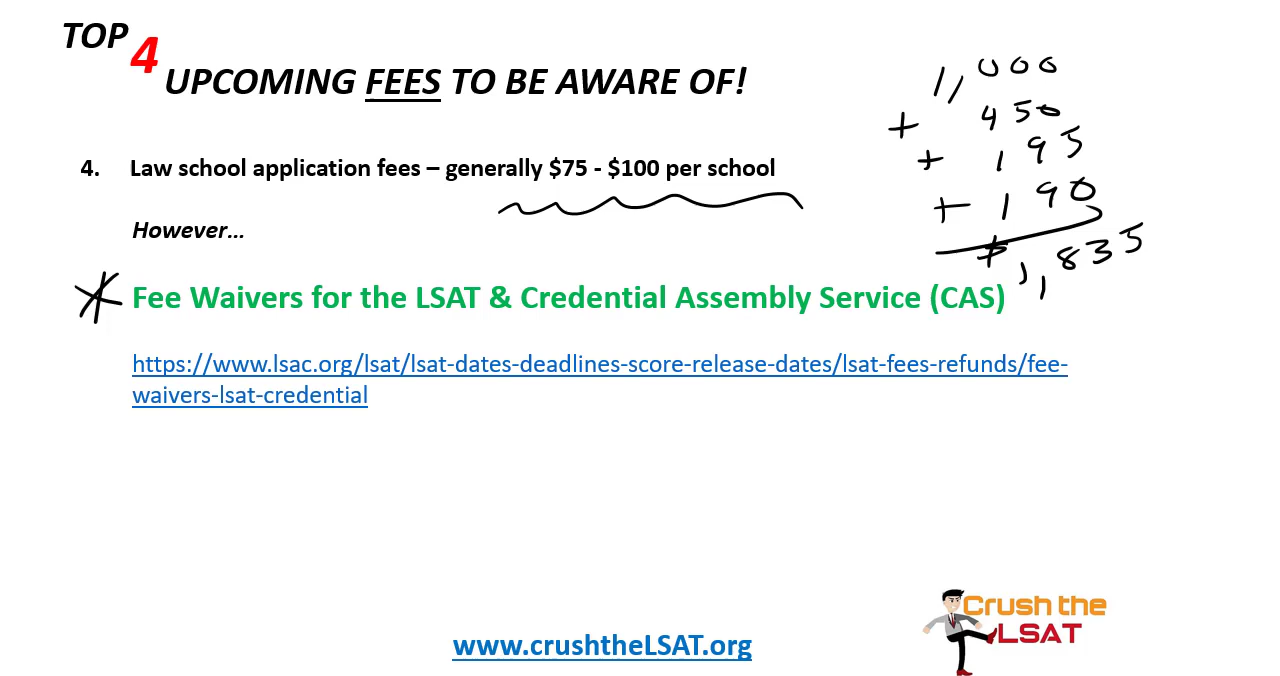 TOP 4
UPCOMING FEES TO BE AWARE OF!
1,000
+ 450
+ 195
+ 190
$1,835
4. Law school application fees – generally $75 - $100 per school
However...
Fee Waivers for the LSAT & Credential Assembly Service (CAS)
https://www.lsac.org/lsat/lsat-dates-deadlines-score-release-dates/lsat-fees-refunds/fee-
waivers-lsat-credential
www.crushtheLSAT.org
Crush the
LSAT